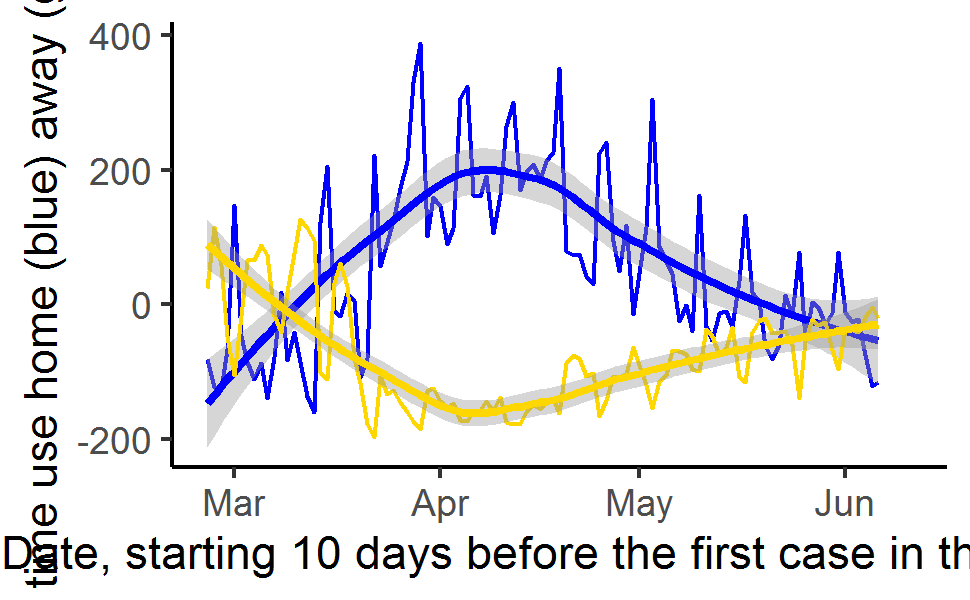 time use home (blue) away (
400
200
0
-200
Mar Apr May Jun
Date, starting 10 days before the first case in th